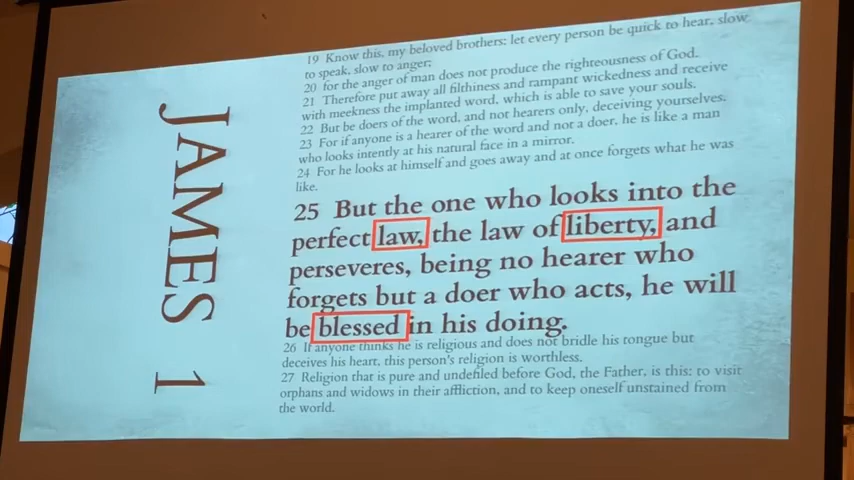 JAMES 1
19 Know this, my beloved brothers: let every person be quick to hear, slow
to speak, slow to anger;
20 for the anger of man does not produce the righteousness of God.
21 Therefore put away all filthiness and rampant wickedness and receive
with meekness the implanted word, which is able to save your souls.
22 But be doers of the word, and not hearers only, deceiving yourselves.
23 For if anyone is a hearer of the word and not a doer, he is like a man
who looks intently at his natural face in a mirror.
24 For he looks at himself and goes away and at once forgets what he was
like.
25 But the one who looks into the
perfect law, the law of liberty, and
perseveres, being no hearer who
forgets but a doer who acts, he will
be blessed in his doing.
26 If anyone thinks he is religious and does not bridle his tongue but
deceives his heart, this person's religion is worthless.
27 Religion that is pure and undefiled before God, the Father, is this: to visit
orphans and widows in their affliction, and to keep oneself unstained from
the world.